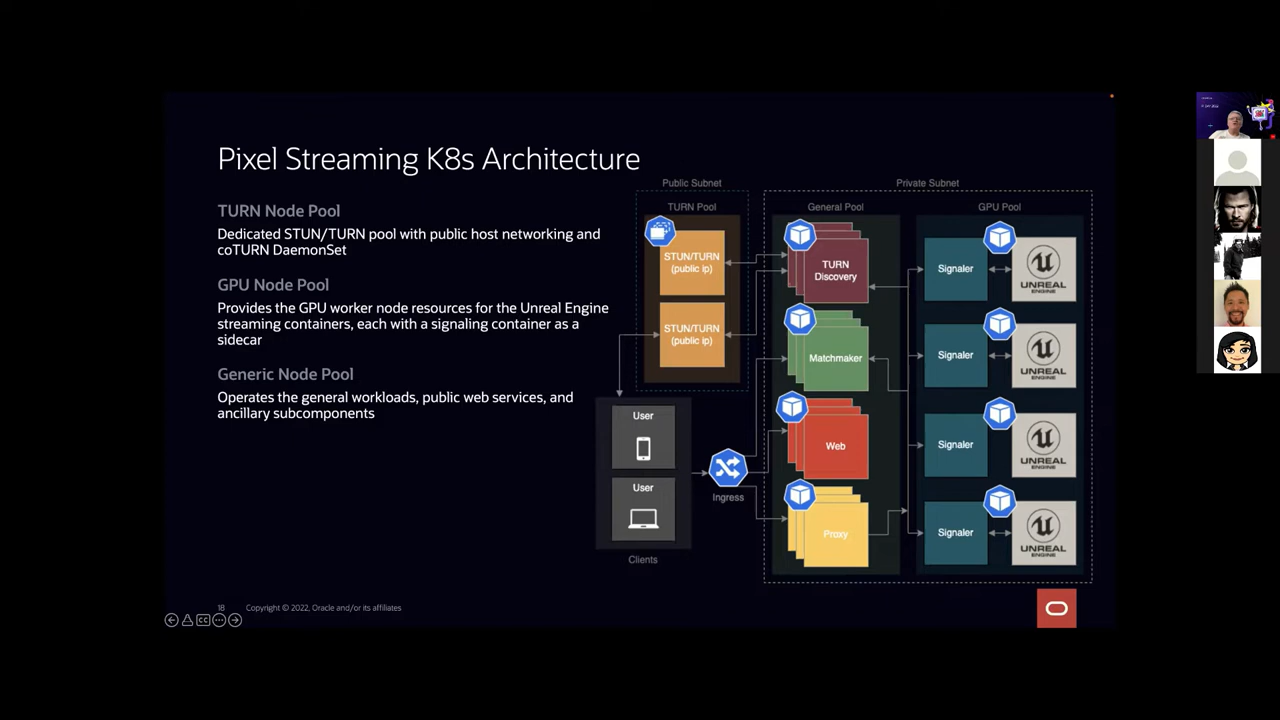 Pixel Streaming K8s Architecture
TURN Node Pool
Dedicated STUN/TURN pool with public host networking and
coTURN DaemonSet
GPU Node Pool
Provides the GPU worker node resources for the Unreal Engine
streaming containers, each with a signaling container as a
sidecar
Generic Node Pool
Operates the general workloads, public web services, and
ancillary subcomponents
Public Subnet
TURN Pool
STUN/TURN
(public ip)
STUN/TURN
(public ip)
User
User
Clients
Ingress
Private Subnet
General Pool
TURN
Discovery
Matchmaker
Web
Proxy
GPU Pool
Signaler
UNREAL
ENGINE
Signaler
UNREAL
ENGINE
Signaler
UNREAL
ENGINE
Signaler
UNREAL
ENGINE
18
Copyright © 2022, Oracle and/or its affiliates
CC